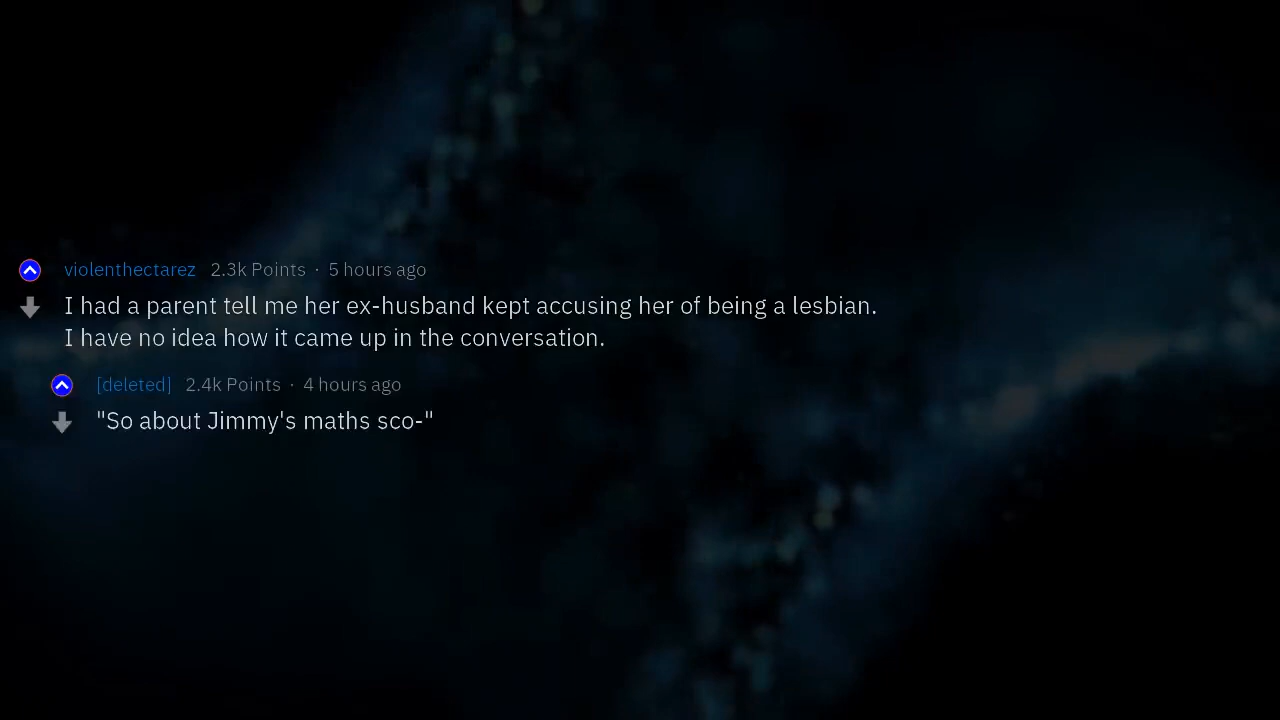 violenthectarez 2.3k Points · 5 hours ago
I had a parent tell me her ex-husband kept accusing her of being a lesbian.
I have no idea how it came up in the conversation.
[deleted] 2.4k Points · 4 hours ago
"So about Jimmy's maths sco-"